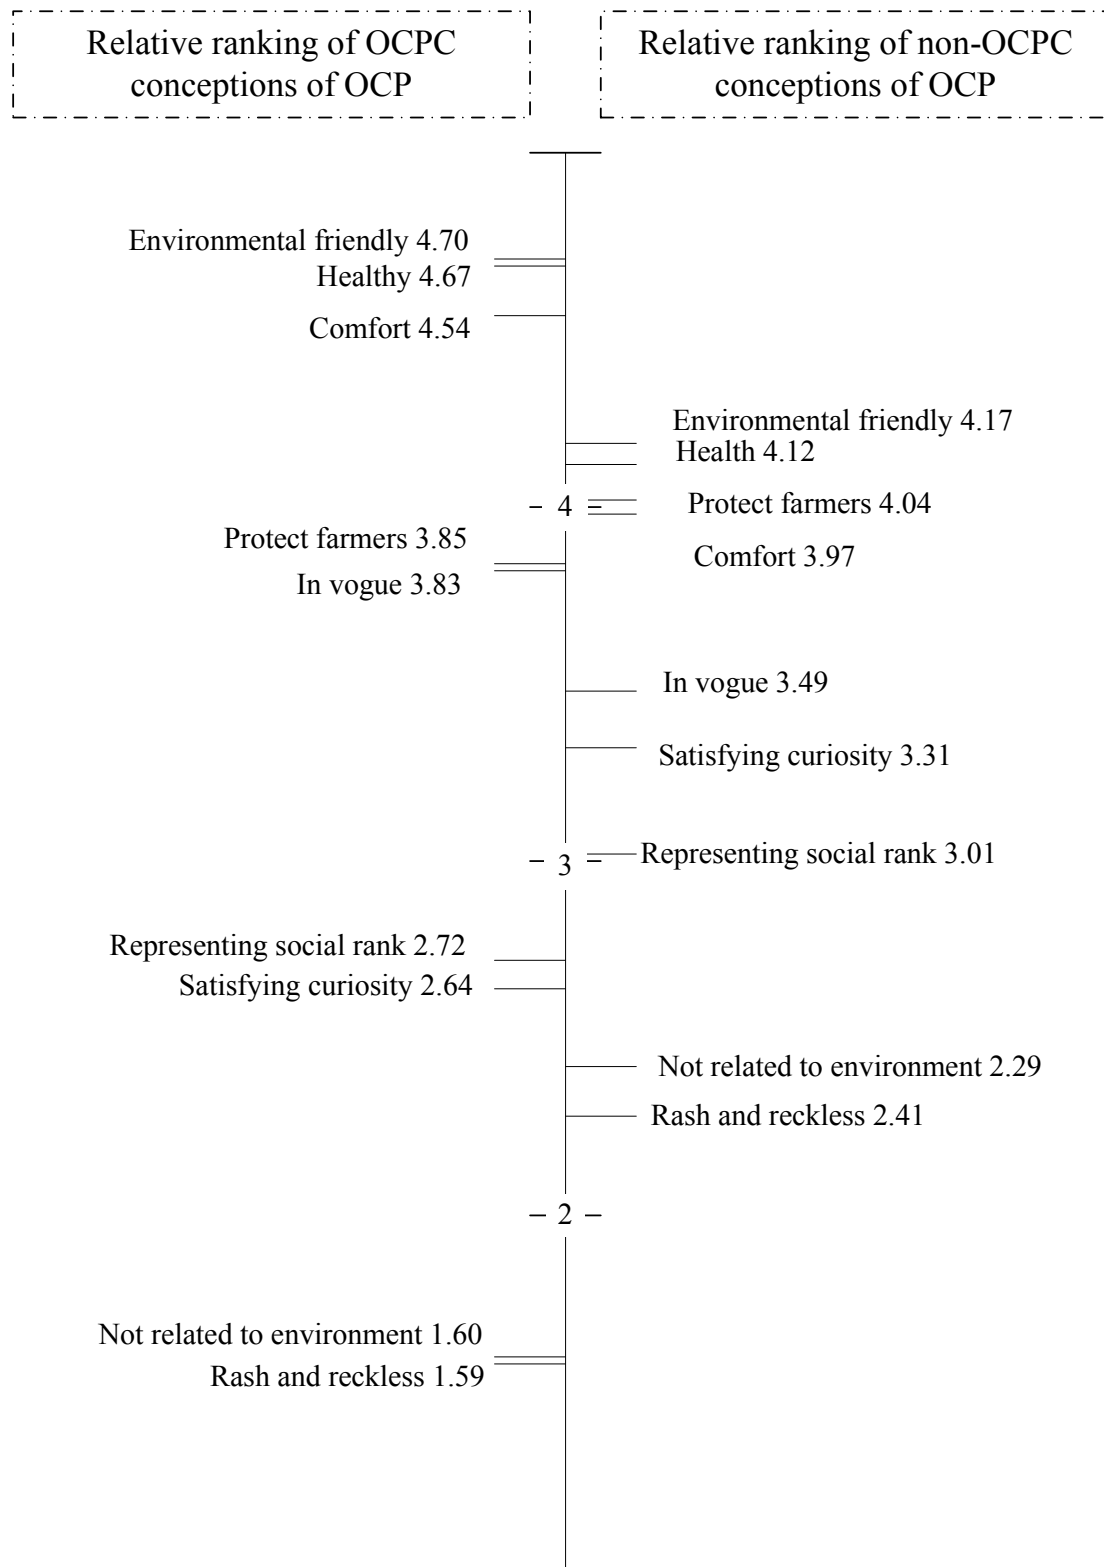 Relative ranking of OCPC
conceptions of OCP
Relative ranking of non-OCPC
conceptions of OCP
Environmental friendly 4.70
Healthy 4.67
Comfort 4.54
Environmental friendly 4.17
Health 4.12
4
Protect farmers 4.04
Protect farmers 3.85
Comfort 3.97
In vogue 3.83
In vogue 3.49
Satisfying curiosity 3.31
3
Representing social rank 3.01
Representing social rank 2.72
Satisfying curiosity 2.64
Not related to environment 2.29
Rash and reckless 2.41
2
Not related to environment 1.60
Rash and reckless 1.59